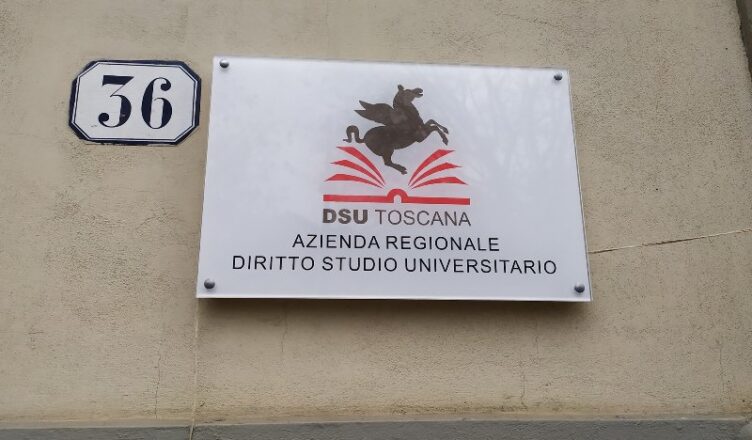 36
DSU TOSCANA
AZIENDA REGIONALE
DIRITTO STUDIO UNIVERSITARIO